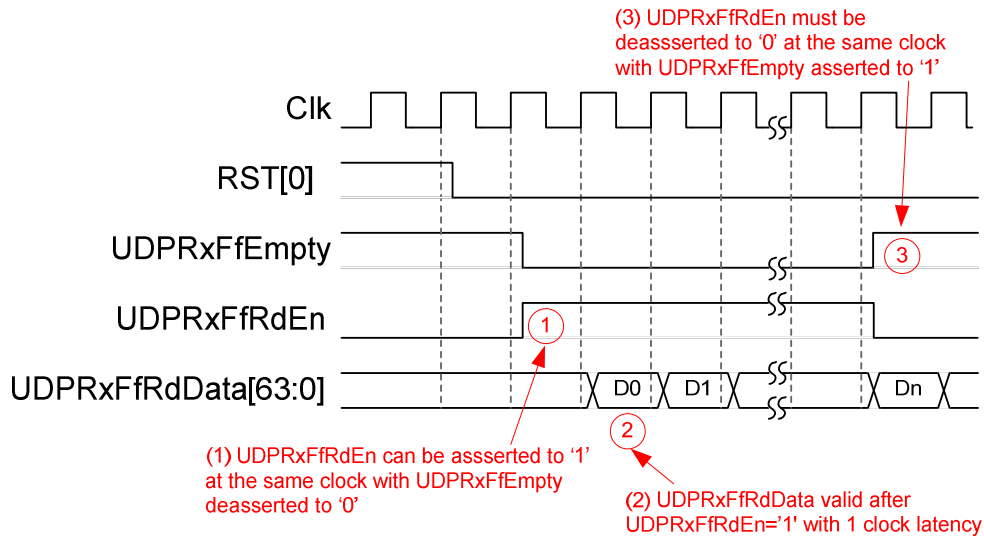 (3) UDPRxFfRdEn must be
deassserted to ‘0’ at the same clock
with UDPRxFfEmpty asserted to ‘1’
Clk
RST[0]
UDPRxFfEmpty
3
UDPRxFfRdEn
1
UDPRxFfRdData[63:0]
D0
D1
Dn
2
(1) UDPRxFfRdEn can be assserted to ‘1’
at the same clock with UDPRxFfEmpty
deasserted to ‘0’
(2) UDPRxFfRdData valid after
UDPRxFfRdEn=’1' with 1 clock latency